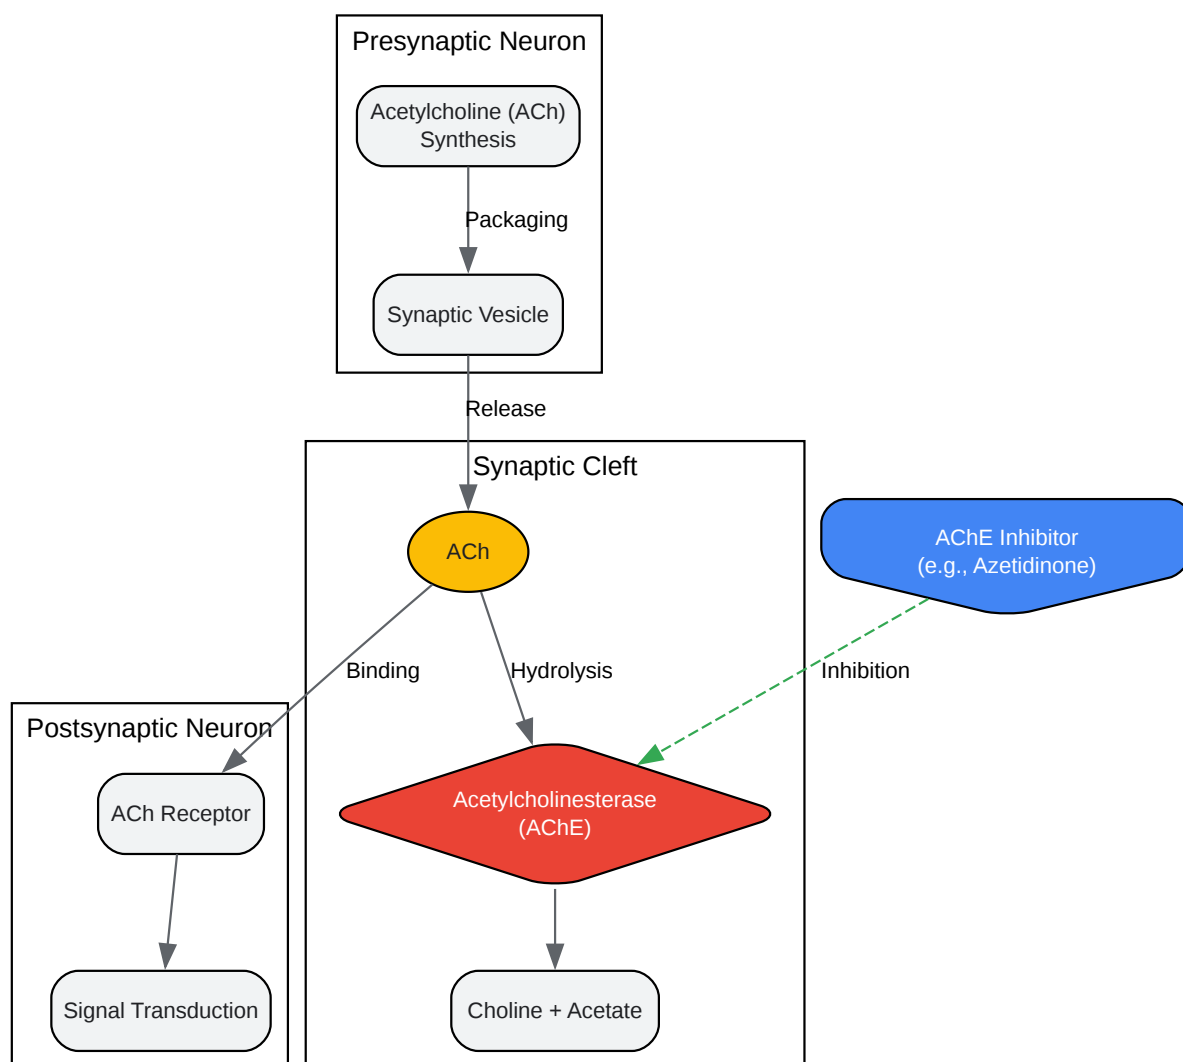 Presynaptic Neuron
Acetylcholine (ACh)
Synthesis
Packaging
Synaptic Vesicle
Release
Synaptic Cleft
ACh
AChE Inhibitor
(e.g., Azetidinone)
Binding
Hydrolysis
Inhibition
Postsynaptic Neuron
ACh Receptor
Acetylcholinesterase
(AChE)
Signal Transduction
Choline + Acetate